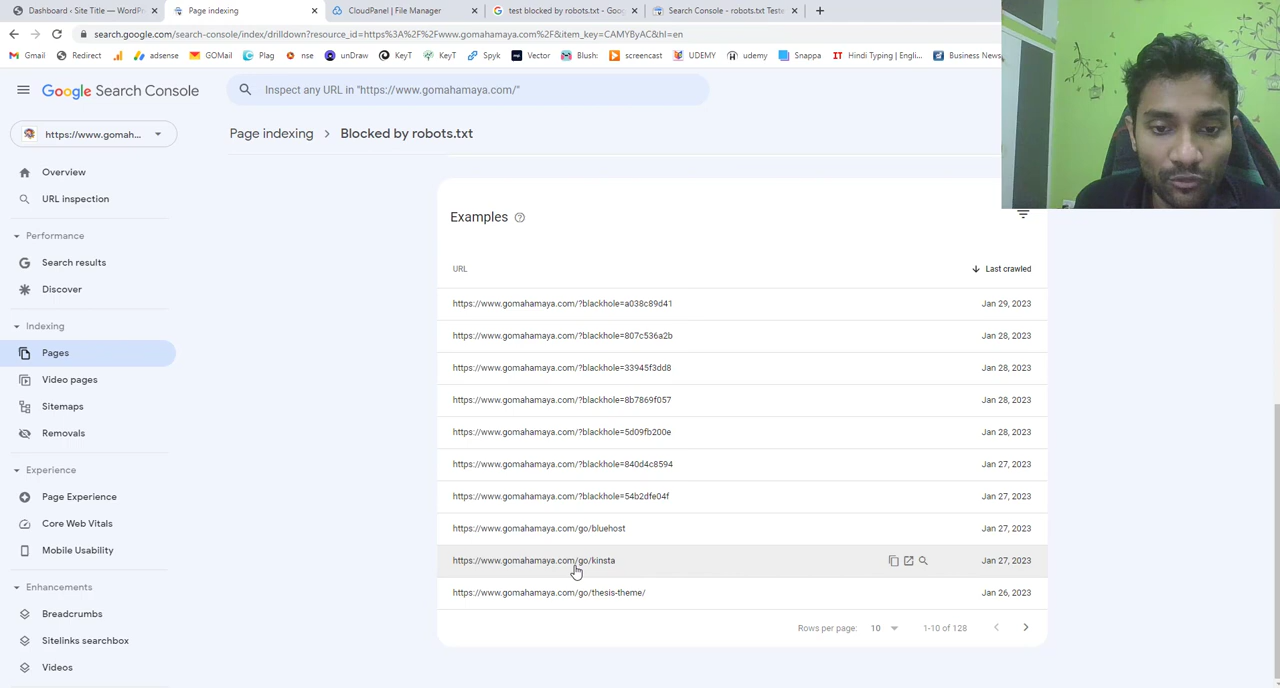 Dashboard ‹ Site Title — WordPr
Page indexing
CloudPanel | File Manager
test blocked by robots.txt - Goog
Search Console - robots.txt Teste
search.google.com/search-console/index/drilldown?resource_id=https%3A%2F%2Fwww.gomahamaya.com%2F&item_key=CAMYByAC&hl=en
Gmail
Redirect
adsense
GOMail
Plag
nse
unDraw
KeyT
KeyT
Spyk
Vector
Blush:
screencast
UDEMY
udemy
Snappa
IT Hindi Typing | Engli...
Business News
Google Search Console
Inspect any URL in "https://www.gomahamaya.com/"
https://www.gomah...
Page indexing > Blocked by robots.txt
Overview
URL inspection
Performance
Search results
Discover
Indexing
Pages
Video pages
Sitemaps
Removals
Experience
Page Experience
Core Web Vitals
Mobile Usability
Enhancements
Breadcrumbs
Sitelinks searchbox
Videos
Examples
URL
Last crawled
https://www.gomahamaya.com/?blackhole=a038c89d41 Jan 29, 2023
https://www.gomahamaya.com/?blackhole=807c536a2b Jan 28, 2023
https://www.gomahamaya.com/?blackhole=33945f3dd8 Jan 28, 2023
https://www.gomahamaya.com/?blackhole=8b7869f057 Jan 28, 2023
https://www.gomahamaya.com/?blackhole=5d09fb200e Jan 28, 2023
https://www.gomahamaya.com/?blackhole=840d4c8594 Jan 27, 2023
https://www.gomahamaya.com/?blackhole=54b2dfe04f Jan 27, 2023
https://www.gomahamaya.com/go/bluehost Jan 27, 2023
https://www.gomahamaya.com/go/kinsta Jan 27, 2023
https://www.gomahamaya.com/go/thesis-theme/ Jan 26, 2023
Rows per page: 10 1-10 of 128